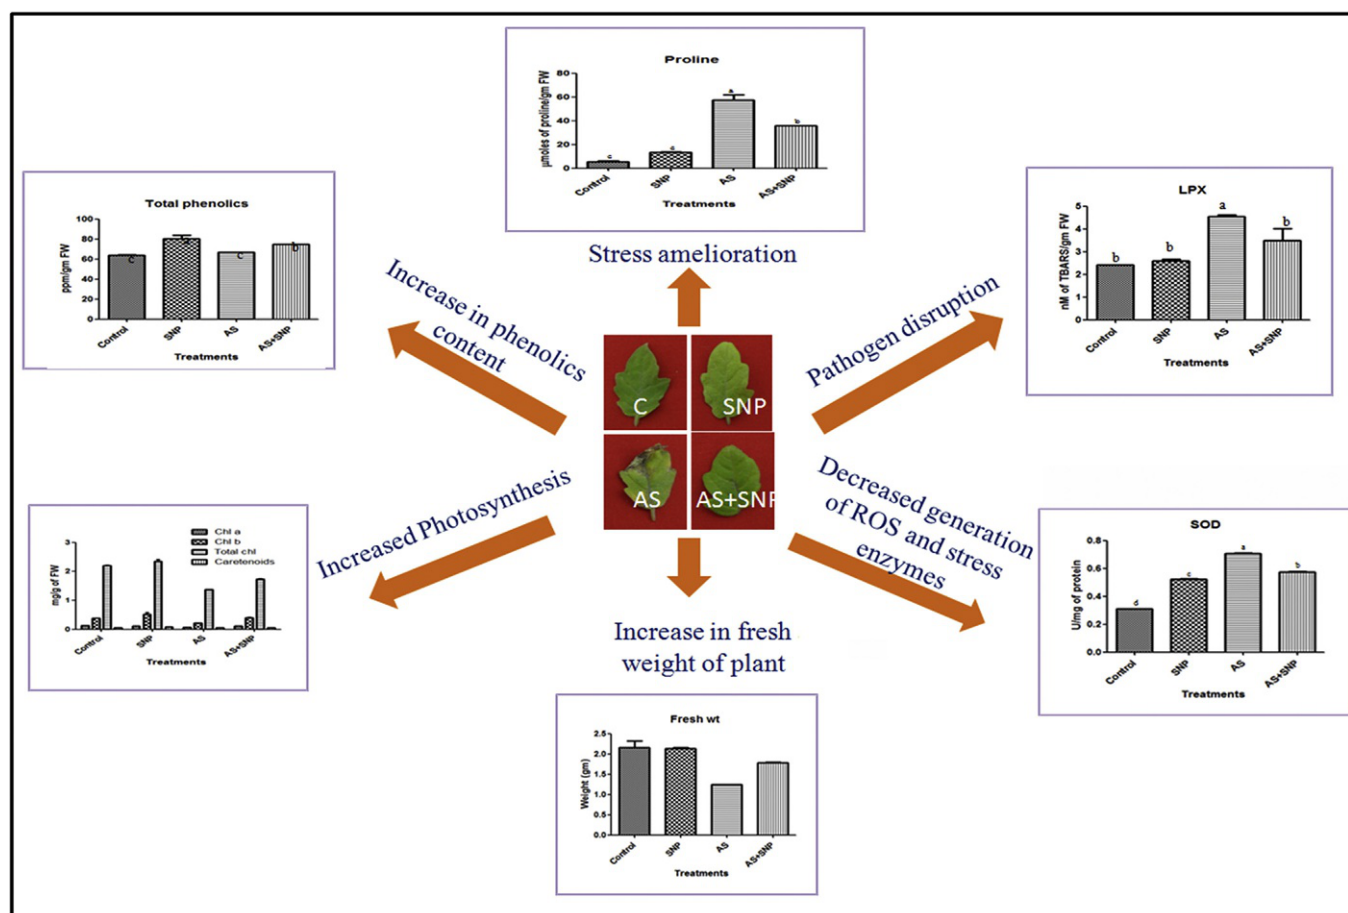 Proline
80
60
40
20
0
µmoles of proline/gm FW
c
c
a
b
Control
SNP
AS
AS+SNP
Treatments
Stress amelioration
Total phenolics
100
80
60
40
20
0
ppm/gm FW
c
a
c
b
Control
SNP
AS
AS+SNP
Treatments
Increase in phenolics
content
LPX
5
4
3
2
1
0
nM of TBARS/gm FW
b
b
a
b
Control
SNP
AS
AS+SNP
Treatments
Pathogen disruption
C
SNP
AS
AS+SNP
Increased Photosynthesis
Chl a
Chl b
Total chl
Caretenoids
3
2
1
0
mg/g of FW
Control
SNP
AS
AS+SNP
Treatments
Decreased generation
of ROS and stress
enzymes
SOD
0.8
0.6
0.4
0.2
0.0
U/mg of protein
d
c
a
b
Control
SNP
AS
AS+SNP
Treatments
Increase in fresh
weight of plant
Fresh wt
2.5
2.0
1.5
1.0
0.5
0.0
Weight (gm)
Control
SNP
AS
AS+SNP
Treatments